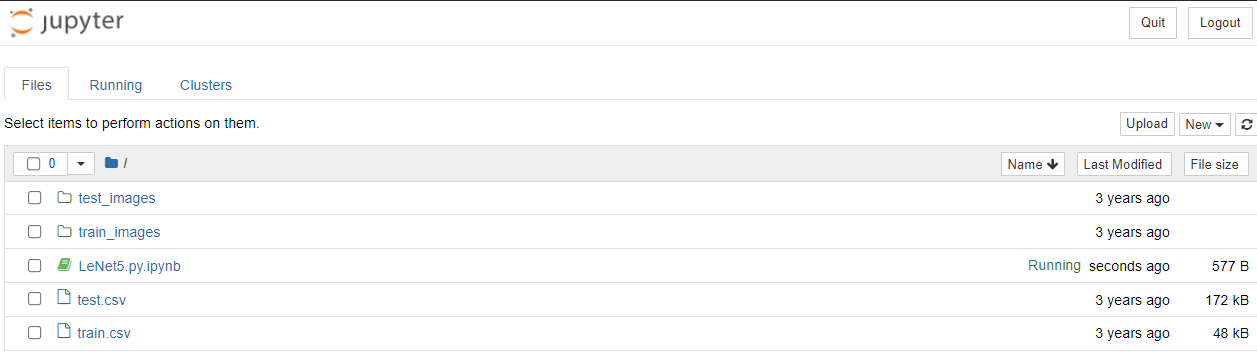 jupyter Quit Logout
Files Running Clusters
Select items to perform actions on them. Upload New
0 / Name Last Modified File size
test_images 3 years ago
train_images 3 years ago
LeNet5.py.ipynb Running seconds ago 577 B
test.csv 3 years ago 172 kB
train.csv 3 years ago 48 kB